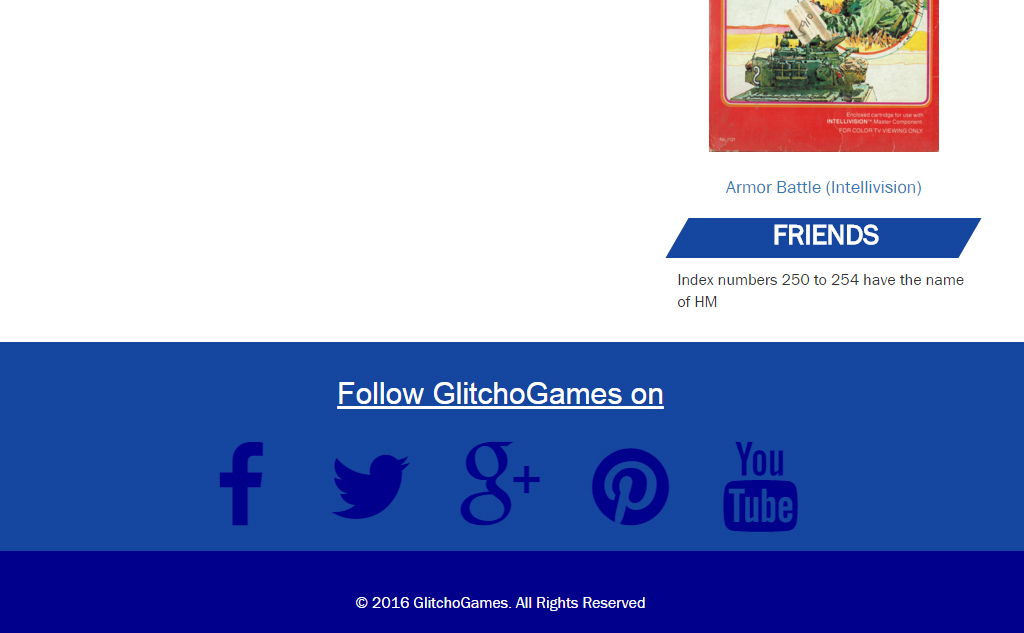 Enclosed cartridge for use with
INTELLIVISION™ Master Component.
FOR COLOR TV VIEWING ONLY
Armor Battle (Intellivision)
FRIENDS
Index numbers 250 to 254 have the name
of HM
Follow GlitchoGames on
You
Tube
© 2016 GlitchoGames. All Rights Reserved